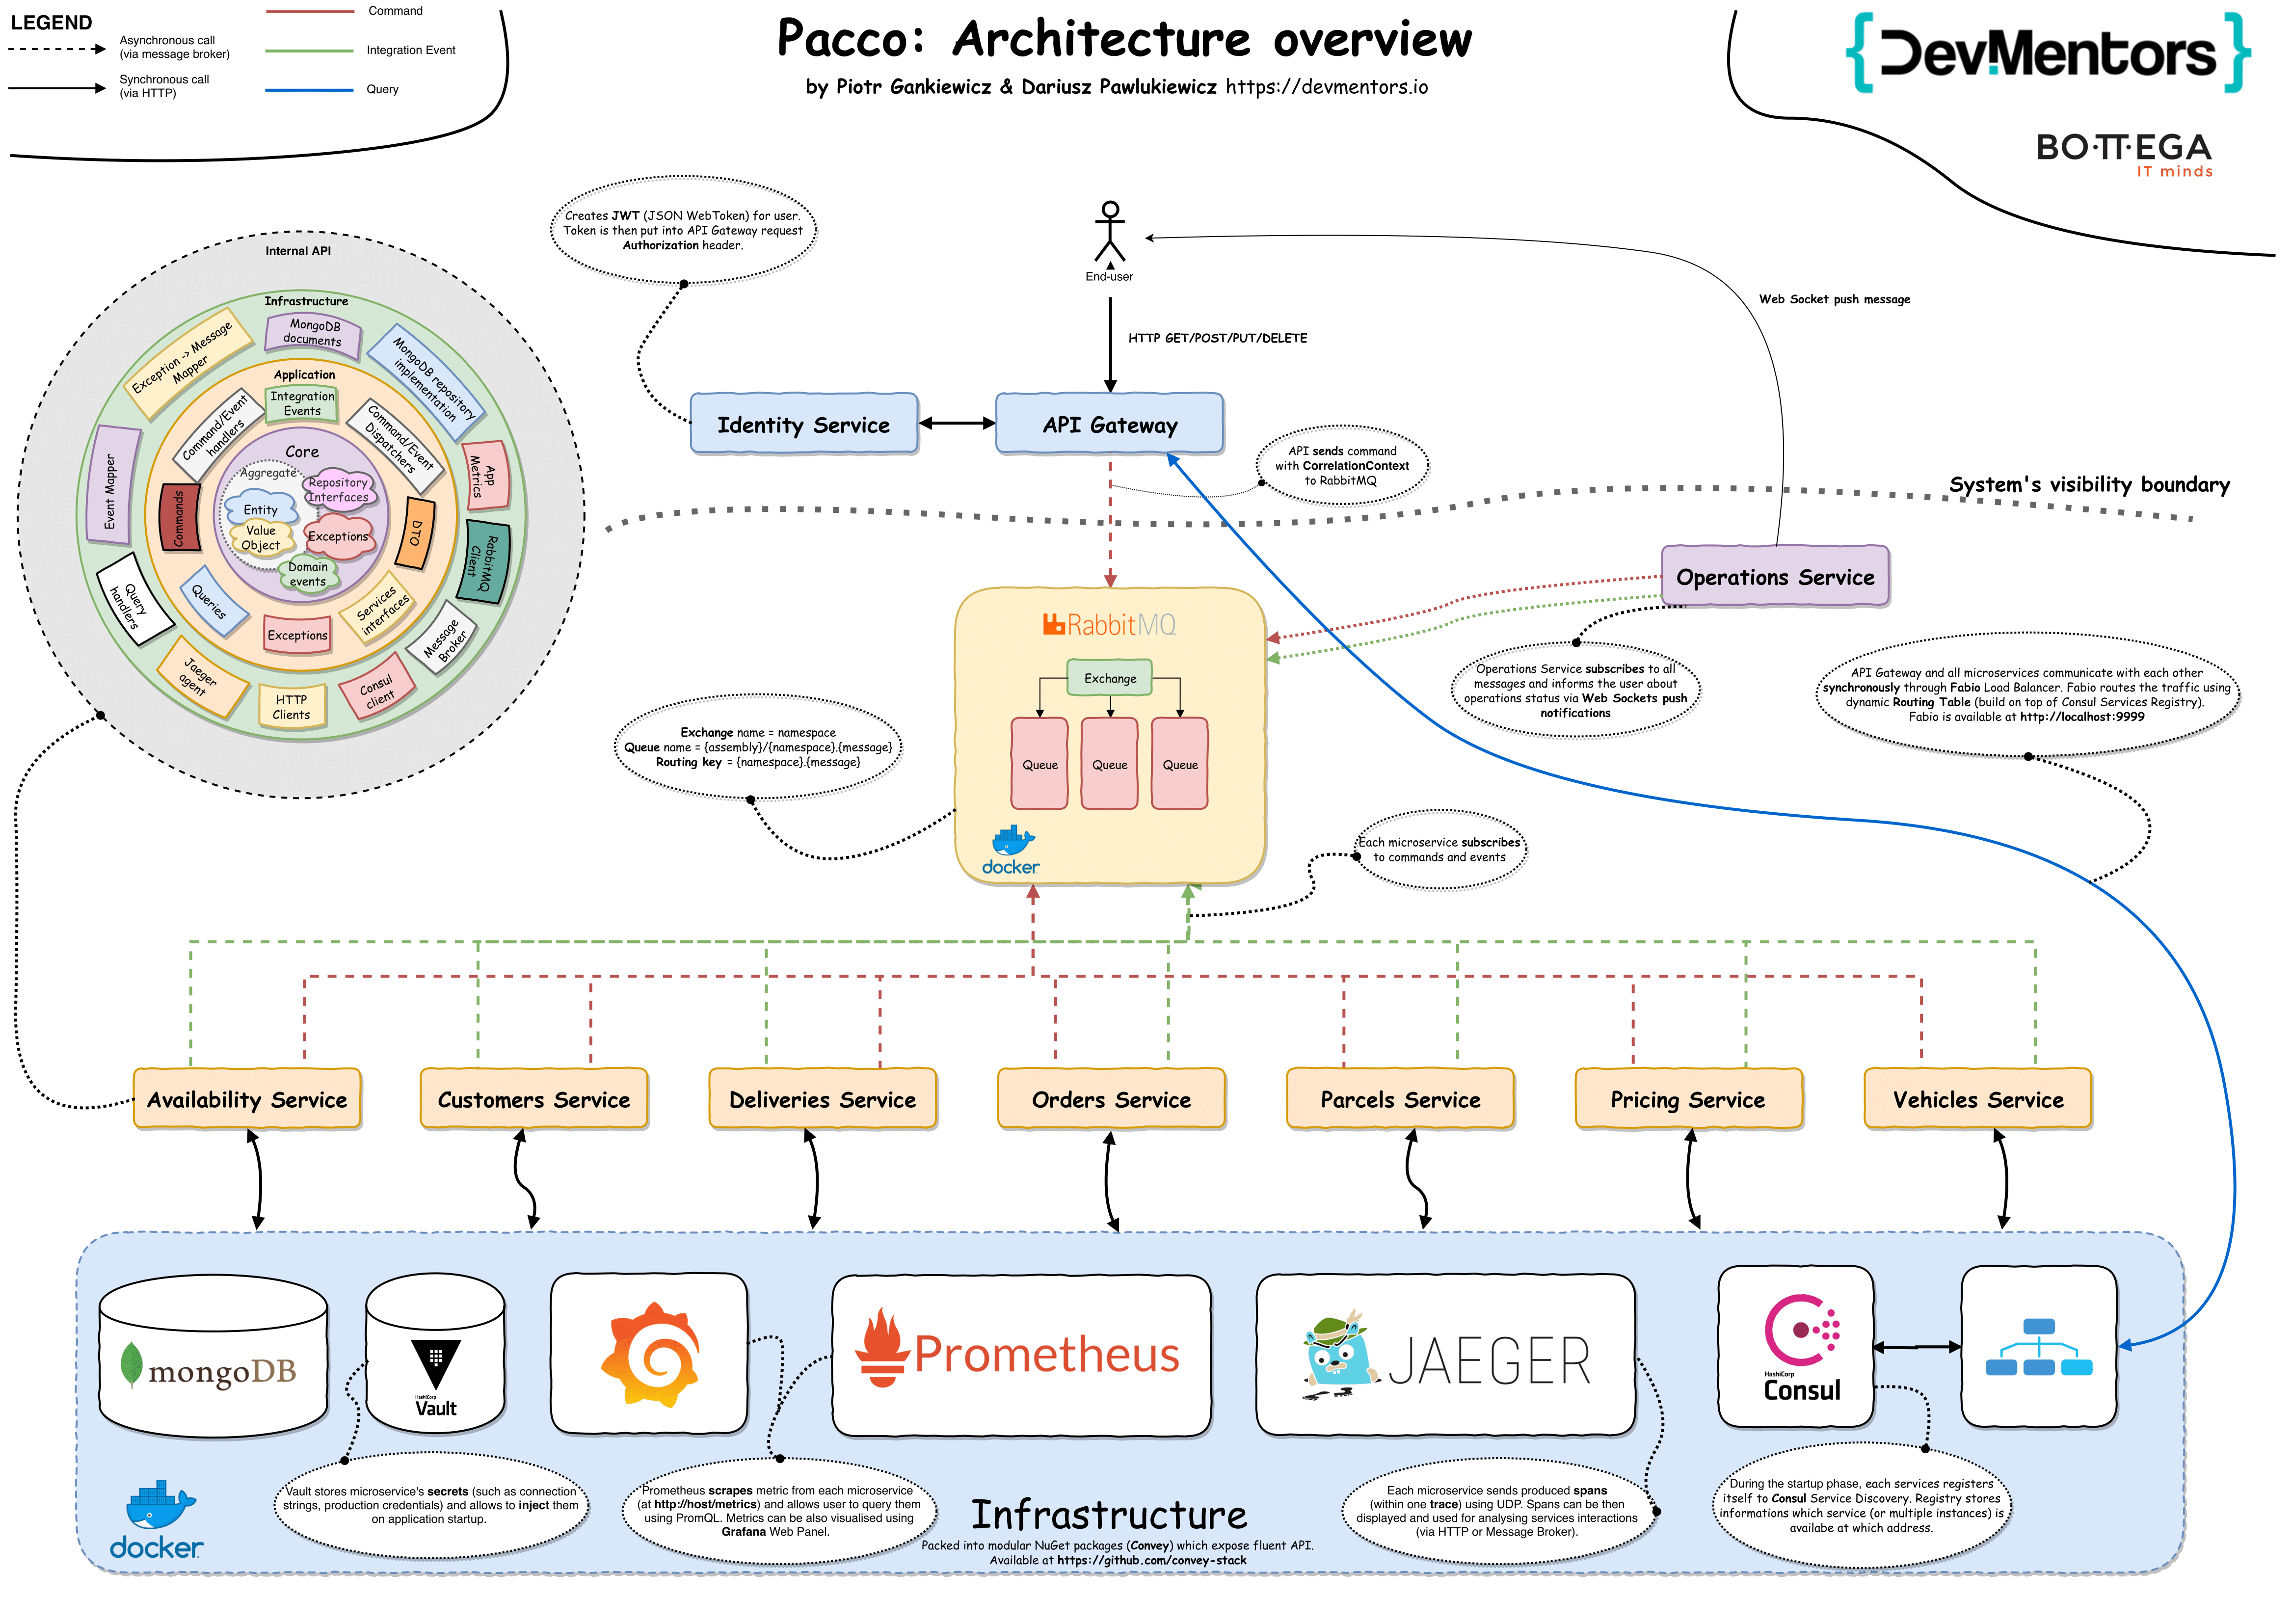 LEGEND
Asynchronous call
(via message broker)
Synchronous call
(via HTTP)
Command
Integration Event
Query
Pacco: Architecture overview
by Piotr Gankiewicz & Dariusz Pawlukiewicz https://devmentors.io
{DevMentors}
BOTTEGA
IT minds
Internal API
Infrastructure
Exception -> Message
Mapper
MongoDB
documents
MongoDB repository
implementation
App
Metrics
RabbitMQ
Client
Message
Broker
Consul
client
HTTP
Clients
Jaeger
agent
Query
handlers
Event Mapper
Application
Command/Event
handlers
Integration
Events
Command/Event
Dispatchers
DTO
Services
interfaces
Exceptions
Queries
Commands
Core
Aggregate
Repository
Interfaces
Entity
Value
Object
Exceptions
Domain
events
Creates JWT (JSON WebToken) for user.
Token is then put into API Gateway request
Authorization header.
End-user
HTTP GET/POST/PUT/DELETE
Web Socket push message
Identity Service
API Gateway
API sends command
with CorrelationContext
to RabbitMQ
System's visibility boundary
Operations Service
RabbitMQ
Exchange
Queue
Queue
Queue
docker
Exchange name = namespace
Queue name = {assembly}/{namespace}.{message}
Routing key = {namespace}.{message}
Operations Service subscribes to all
messages and informs the user about
operations status via Web Sockets push
notifications
API Gateway and all microservices communicate with each other
synchronously through Fabio Load Balancer. Fabio routes the traffic using
dynamic Routing Table (build on top of Consul Services Registry).
Fabio is available at http://localhost:9999
Each microservice subscribes
to commands and events
Availability Service
Customers Service
Deliveries Service
Orders Service
Parcels Service
Pricing Service
Vehicles Service
mongoDB
HashiCorp
Vault
Prometheus
JAEGER
HashiCorp
Consul
docker
Vault stores microservice's secrets (such as connection
strings, production credentials) and allows to inject them
on application startup.
Prometheus scrapes metric from each microservice
(at http://host/metrics) and allows user to query them
using PromQL. Metrics can be also visualised using
Grafana Web Panel.
Infrastructure
Packed into modular NuGet packages (Convey) which expose fluent API.
Available at https://github.com/convey-stack
Each microservice sends produced spans
(within one trace) using UDP. Spans can be then
displayed and used for analysing services interactions
(via HTTP or Message Broker).
During the startup phase, each services registers
itself to Consul Service Discovery. Registry stores
informations which service (or multiple instances) is
availabe at which address.